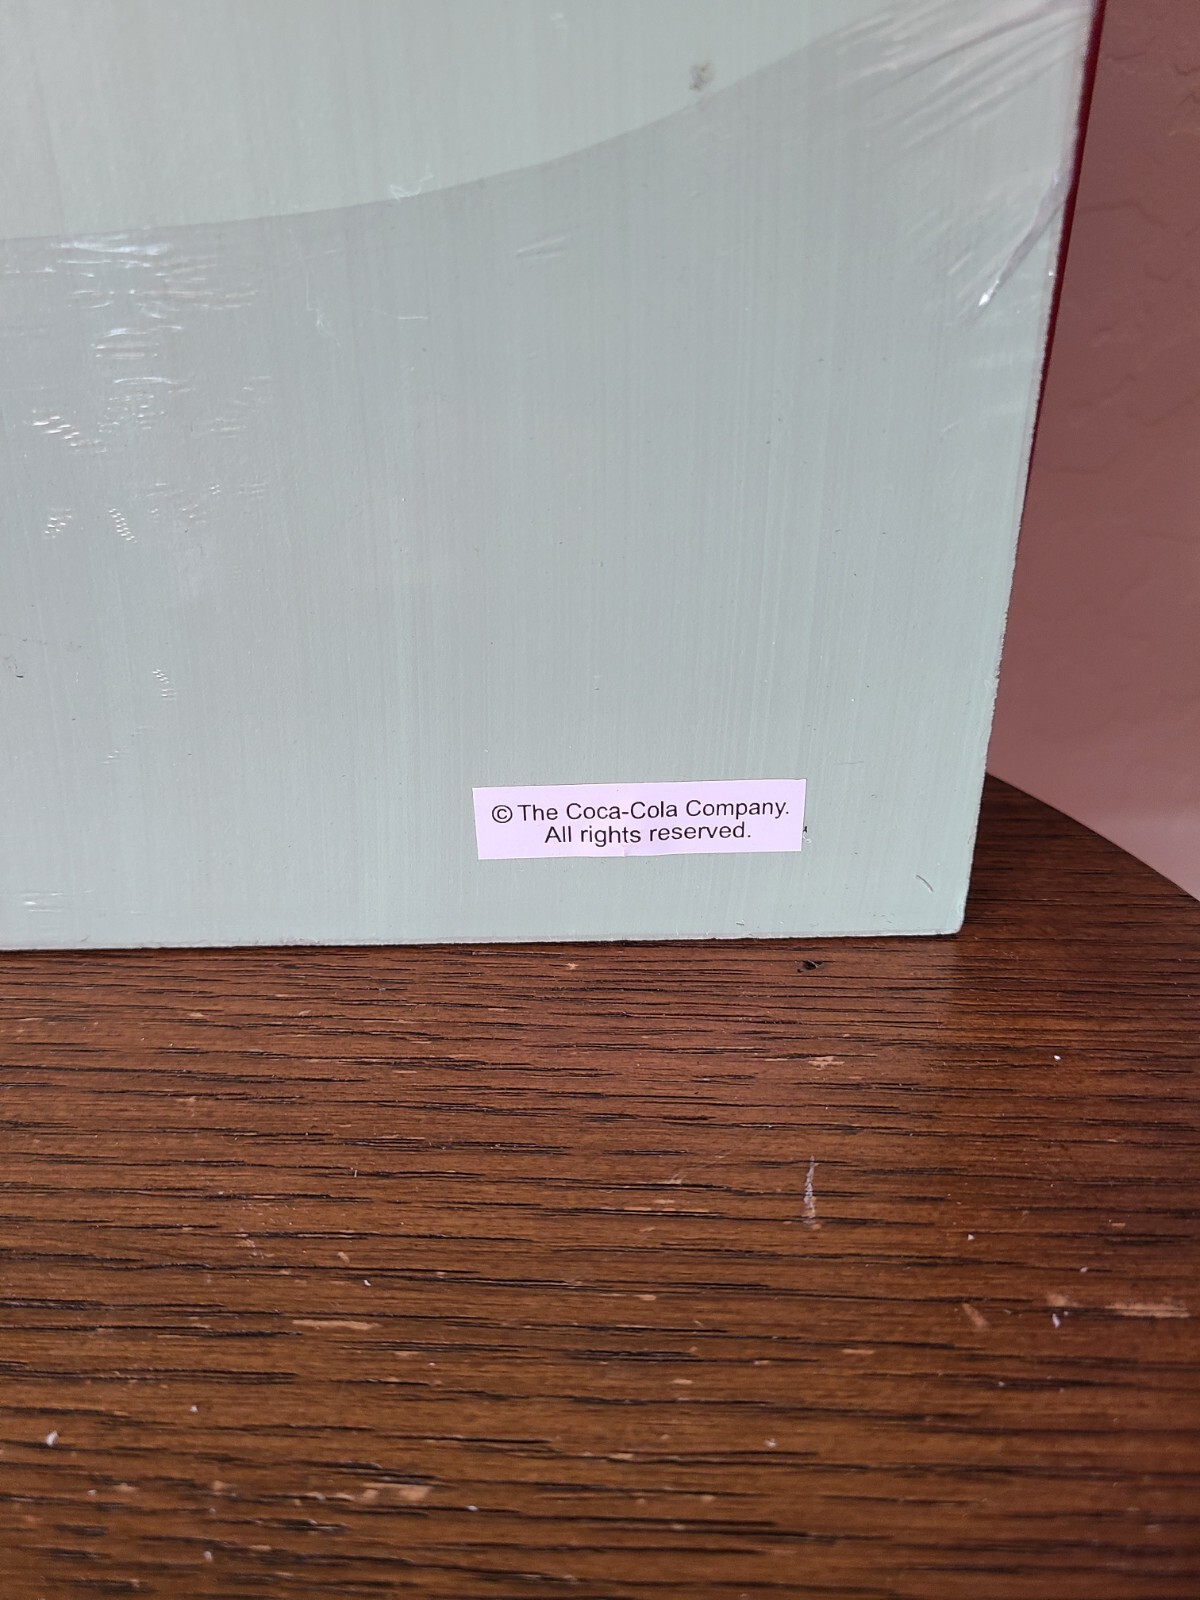 © The Coca-Cola Company.
All rights reserved.